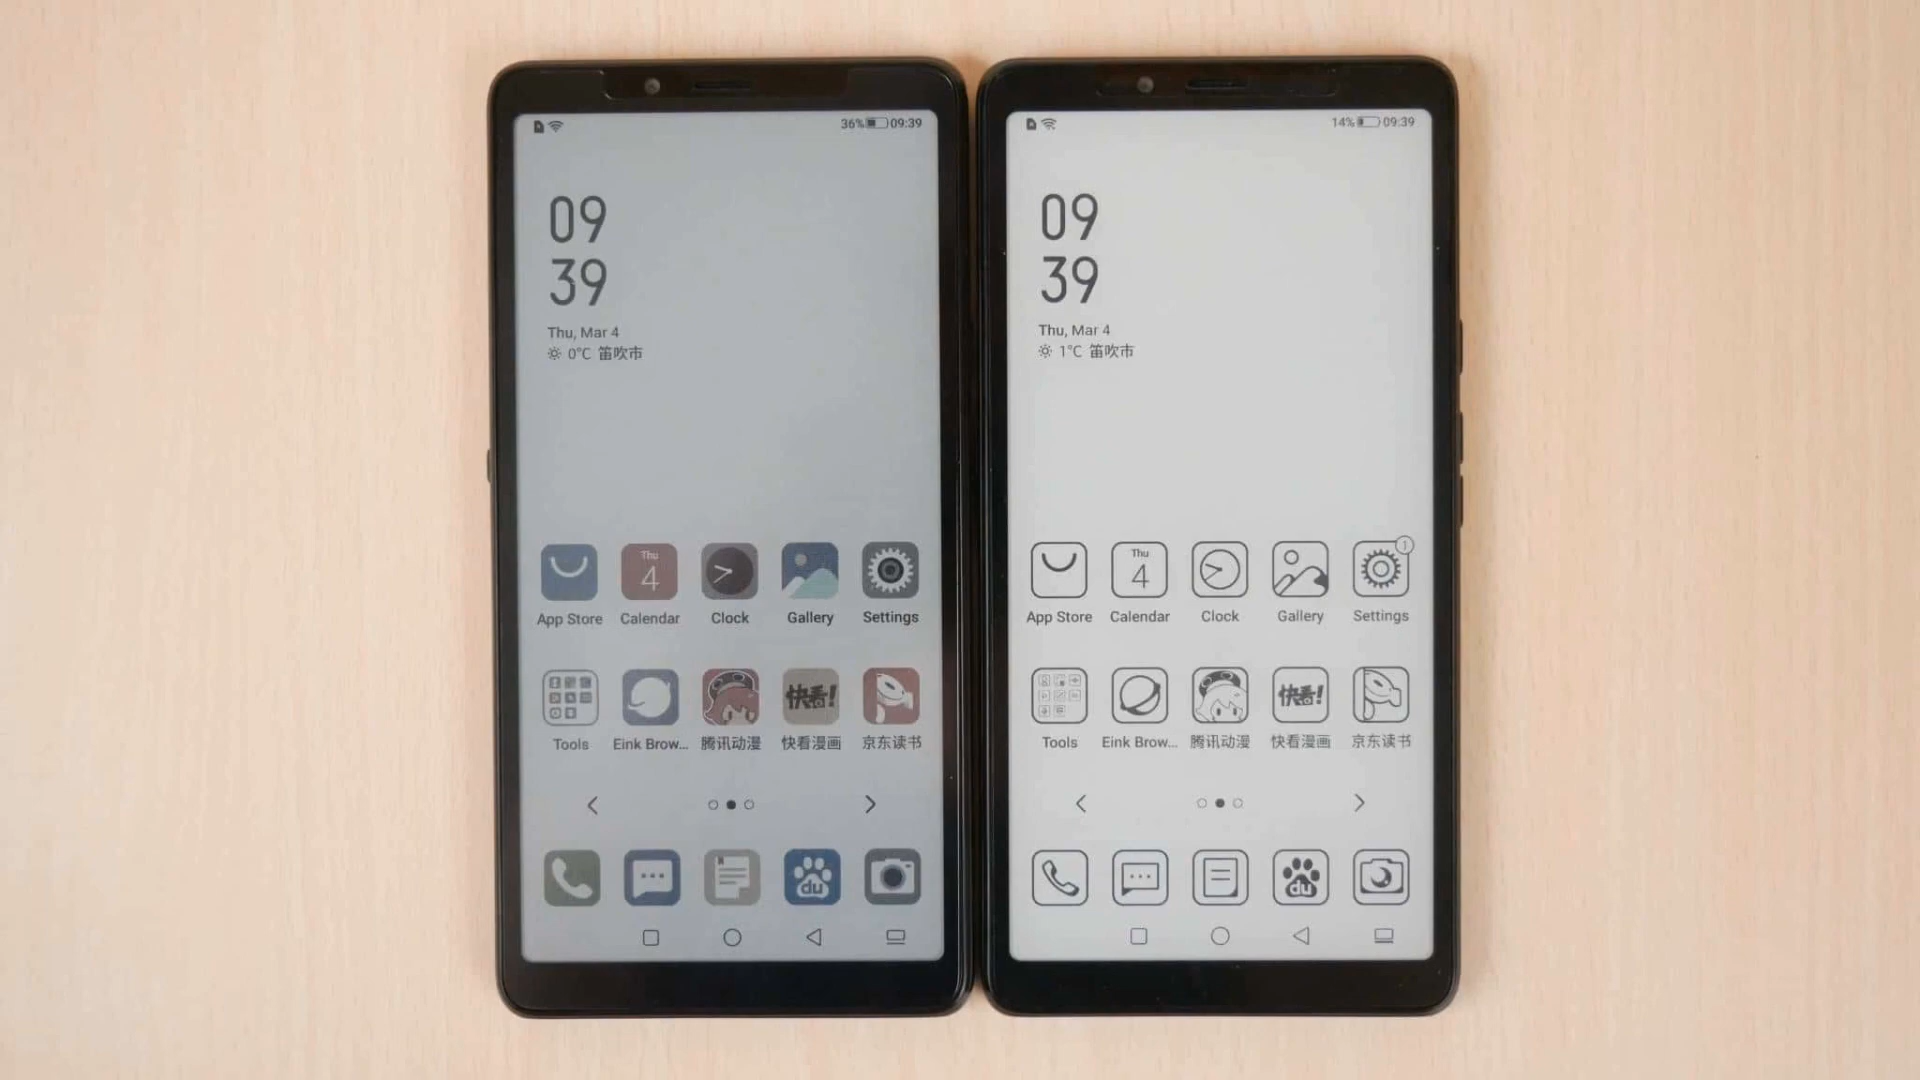 36% 09:39
09
39
Thu, Mar 4
0°C 笛吹市
Thu
4
App Store Calendar Clock Gallery Settings
快看!
Tools Eink Brow... 腾讯动漫 快看漫画 京东读书
du
14% 09:39
09
39
Thu, Mar 4
1°C 笛吹市
Thu
4
1
App Store Calendar Clock Gallery Settings
快看!
Tools Eink Brow... 腾讯动漫 快看漫画 京东读书
du